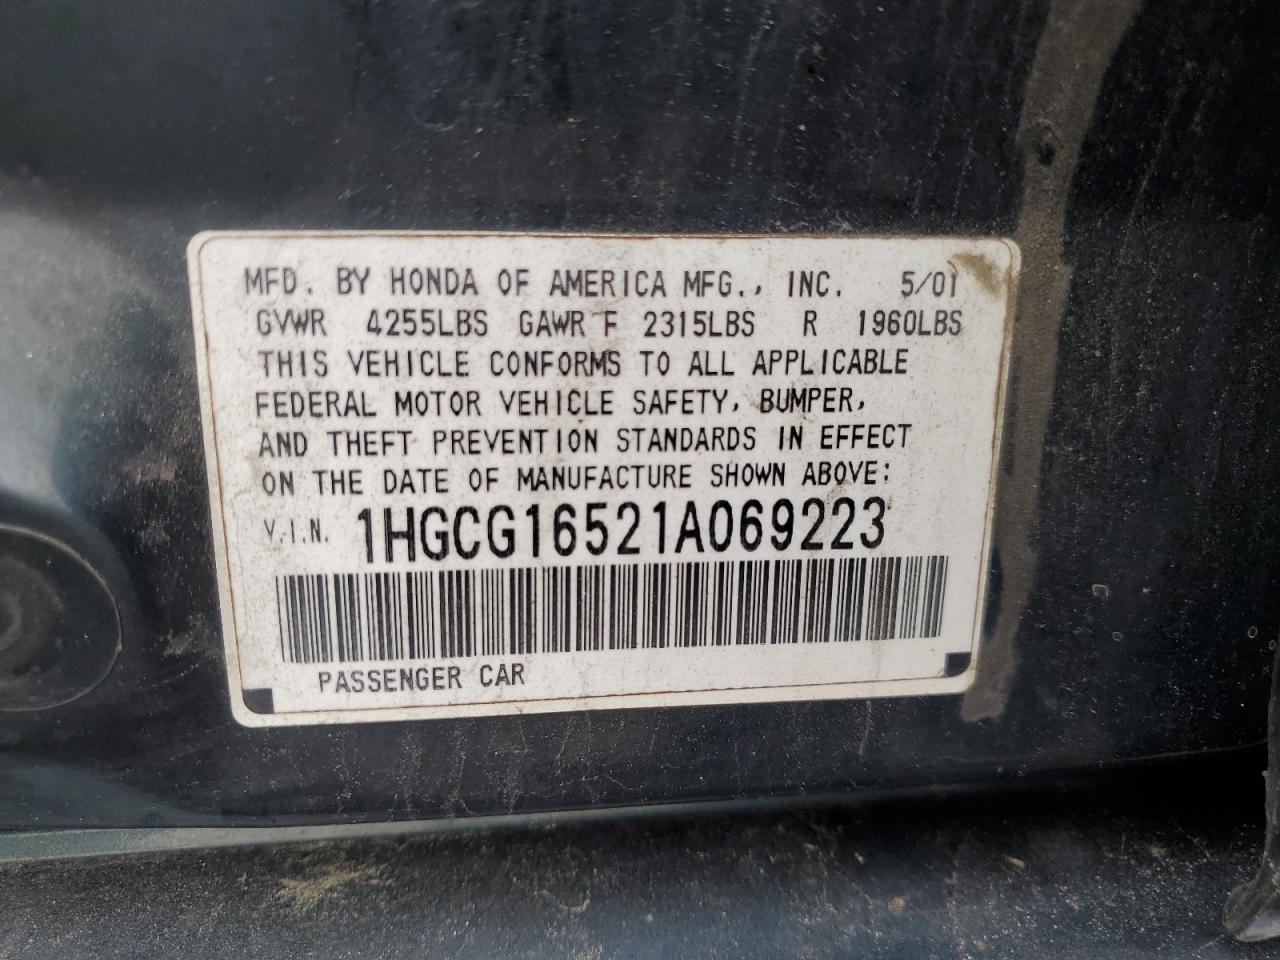 MFD. BY HONDA OF AMERICA MFG., INC. 5/01
GVWR 4255LBS GAWR F 2315LBS R 1960LBS
THIS VEHICLE CONFORMS TO ALL APPLICABLE
FEDERAL MOTOR VEHICLE SAFETY, BUMPER,
AND THEFT PREVENTION STANDARDS IN EFFECT
ON THE DATE OF MANUFACTURE SHOWN ABOVE:
V.I.N. 1HGCG16521A069223
PASSENGER CAR